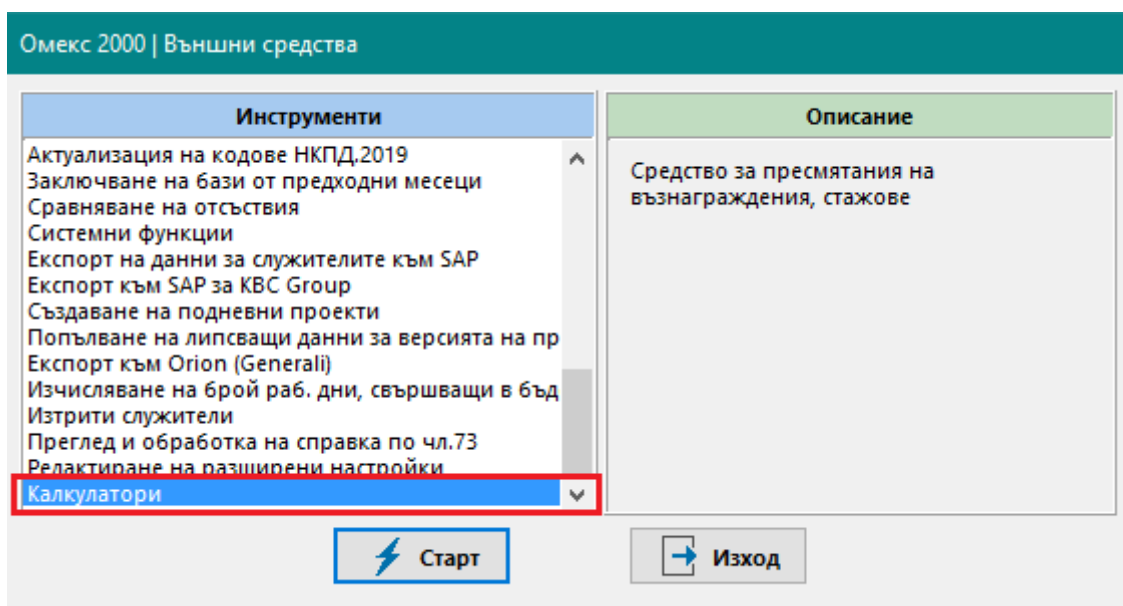 Омекс 2000 | Външни средства
Инструменти
Описание
Актуализация на кодове НКПД.2019
Заключване на бази от предходни месеци
Сравняване на отсъствия
Системни функции
Експорт на данни за служителите към SAP
Експорт към SAP за KBC Group
Създаване на подневни проекти
Попълване на липсващи данни за версията на пр
Експорт към Orion (Generali)
Изчисляване на брой раб. дни, свършващи в бъд
Изтрити служители
Преглед и обработка на справка по чл.73
Редактиране на разширени настройки
Калкулатори
Средство за пресмятания на
възнаграждения, стажове
Старт
Изход